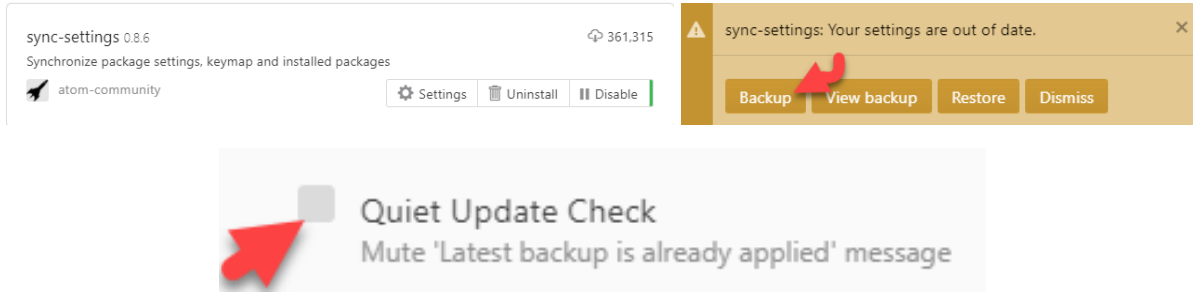 sync-settings 0.8.6
361,315
Synchronize package settings, keymap and installed packages
atom-community
Settings
Uninstall
Disable
sync-settings: Your settings are out of date.
Backup
View backup
Restore
Dismiss
Quiet Update Check
Mute 'Latest backup is already applied' message